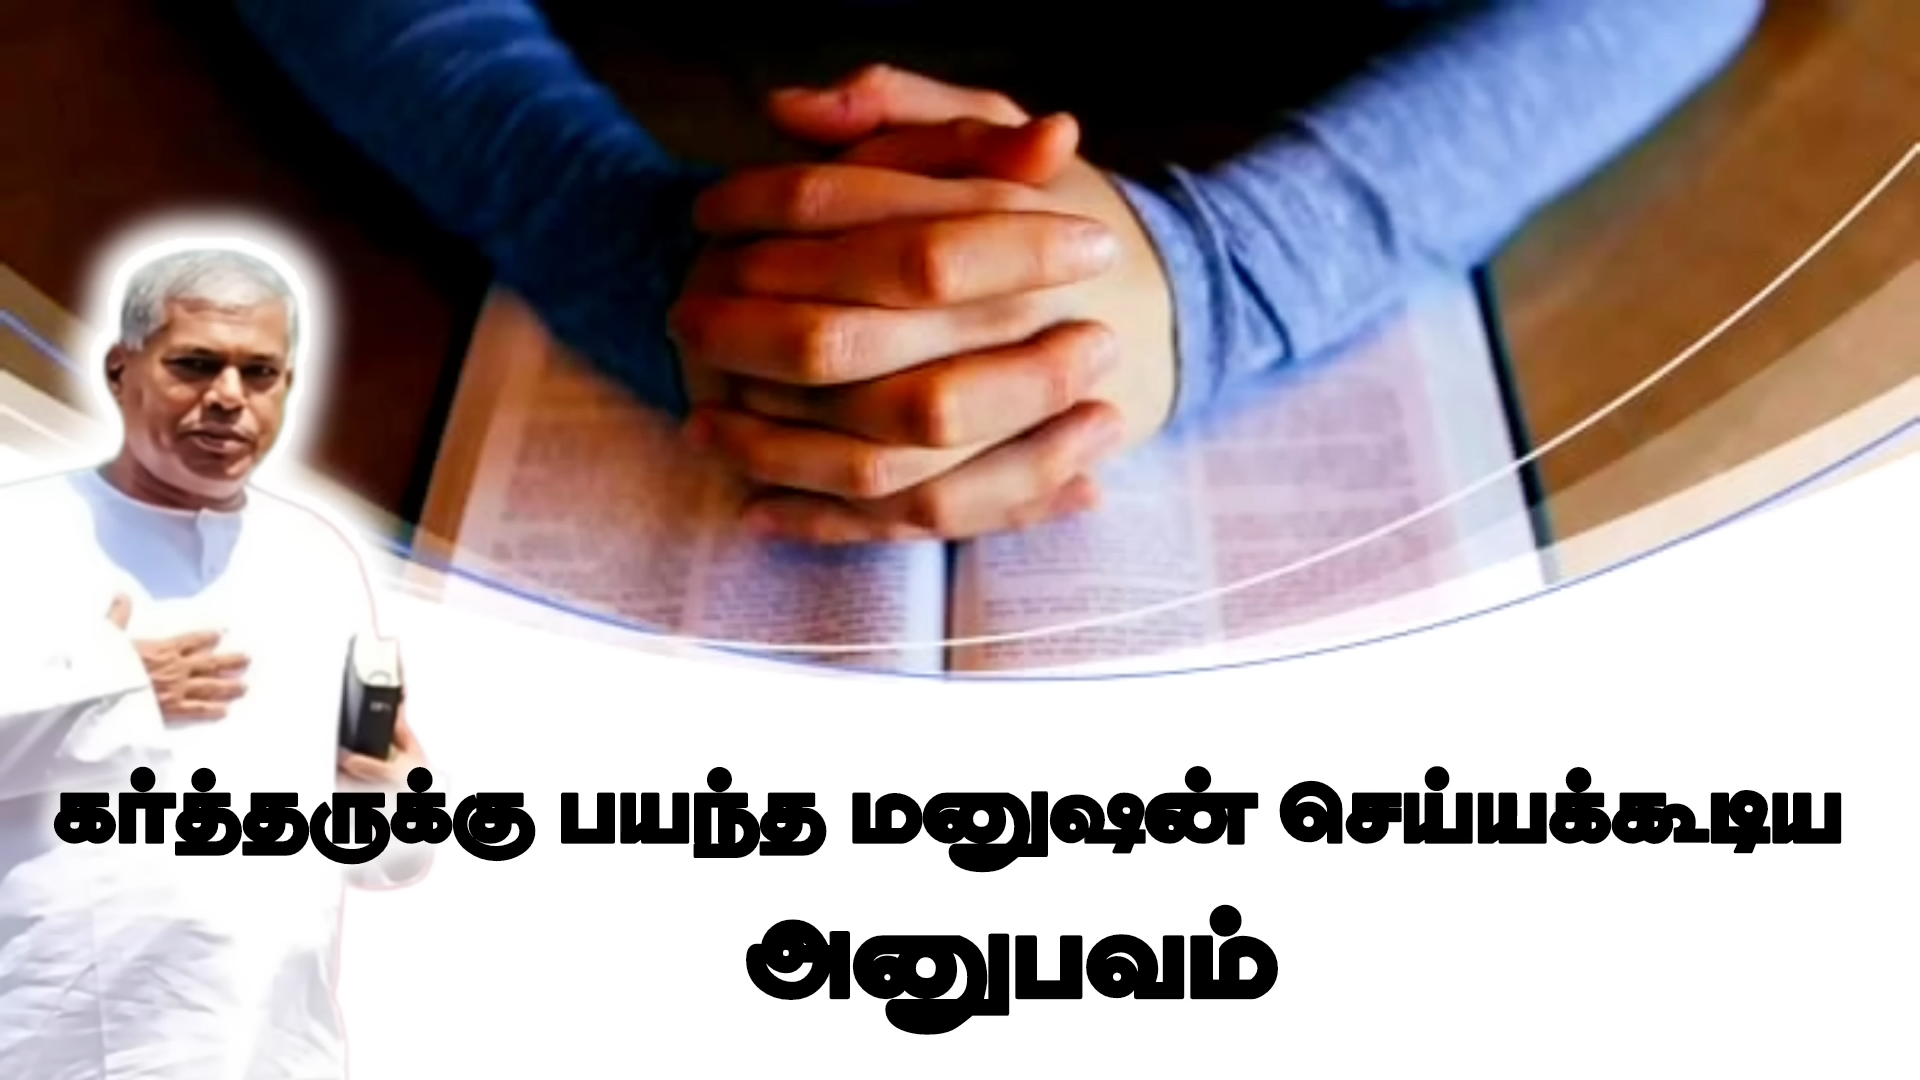 கர்த்தருக்கு பயந்த மனுஷன் செய்யக்கூடிய
அனுபவம்